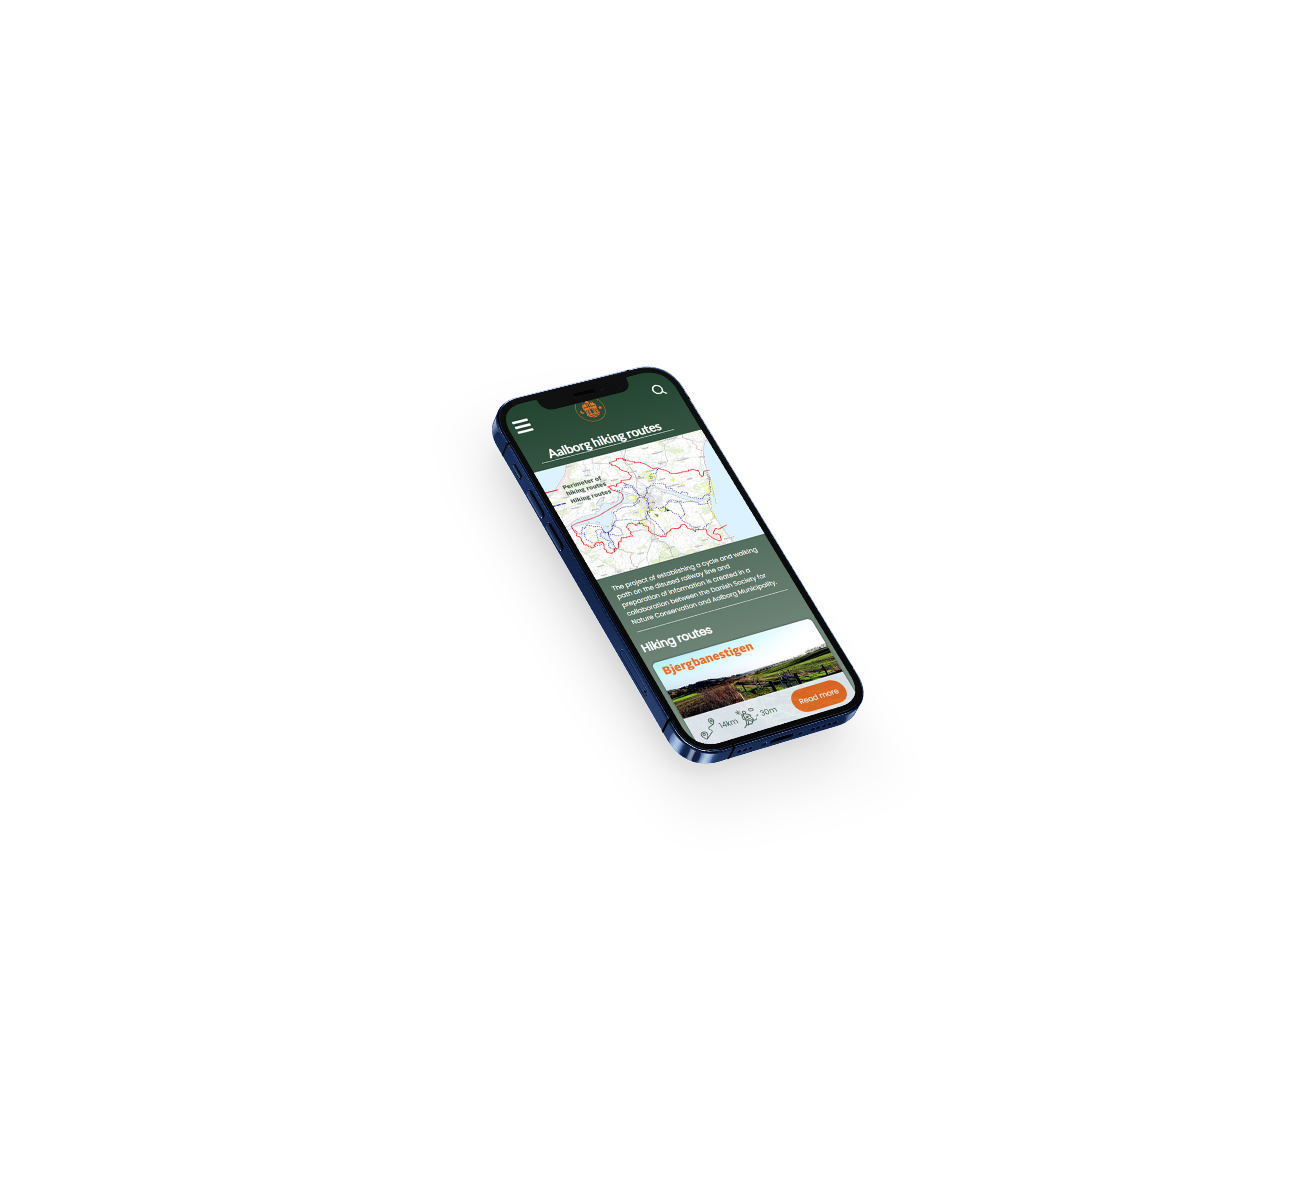 Aalborg hiking routes
Perimeter of
hiking routes
Hiking routes
The project of establishing a cycle and walking
path on the disused railway line and
preparation of information is created in a
collaboration between the Danish Society for
Nature Conservation and Aalborg Municipality.
Hiking routes
Bjergbanestigen
14km
30m
Read more